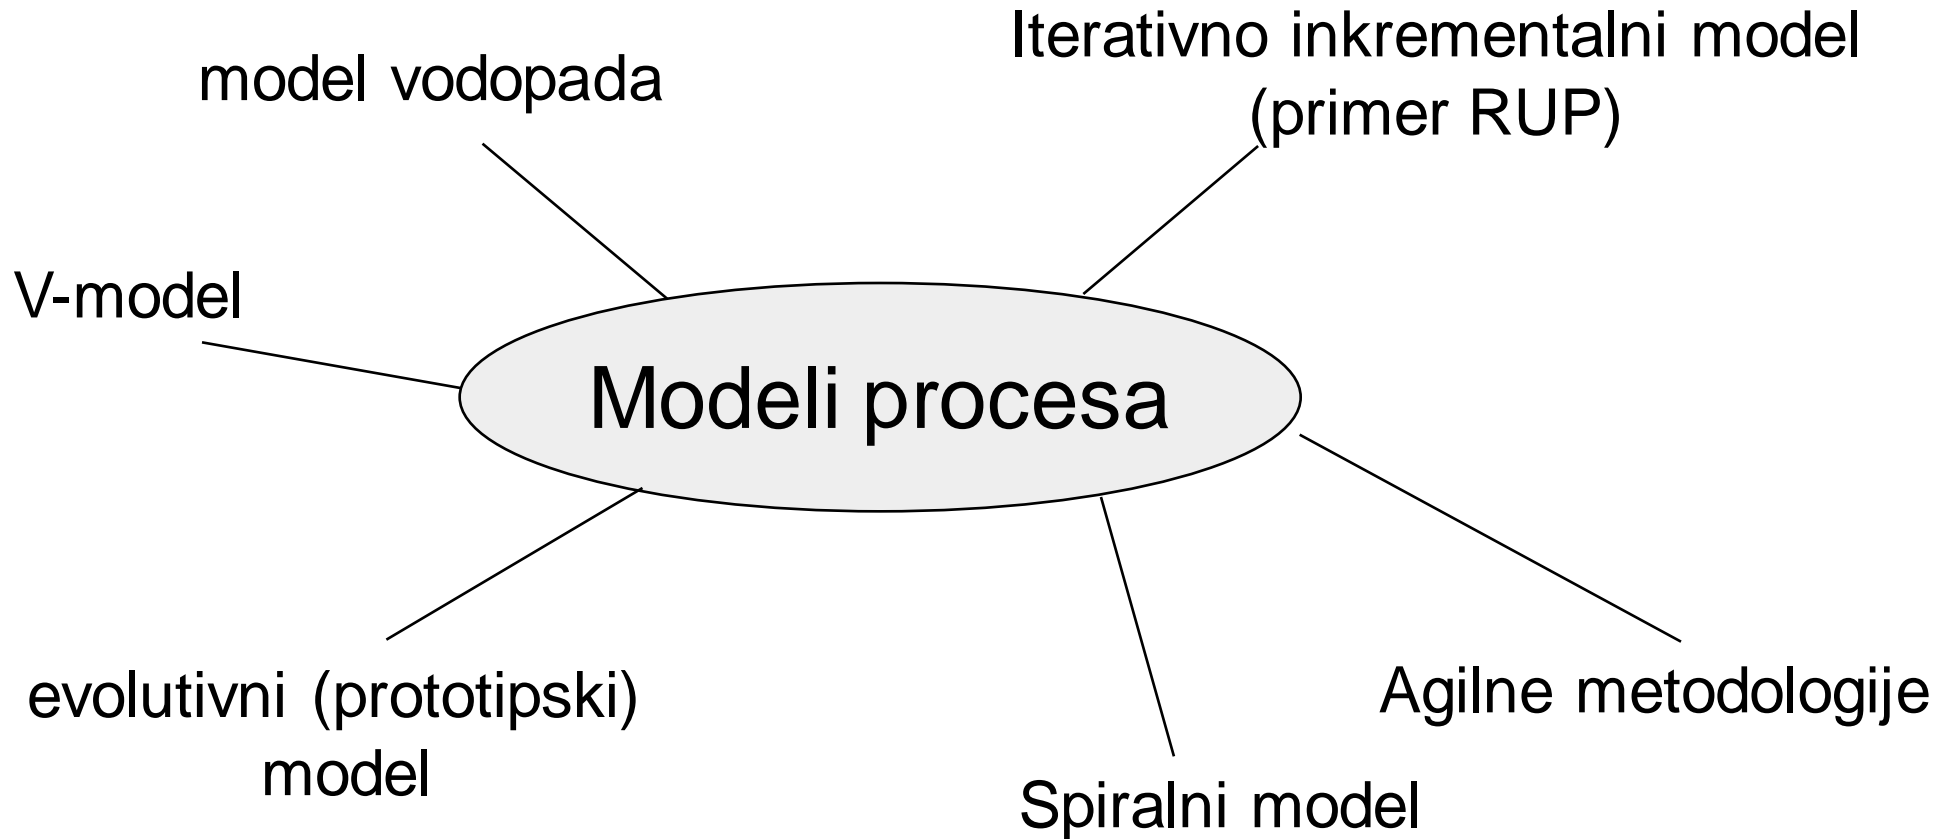 Iterativno inkrementalni model
(primer RUP)
model vodopada
V-model
Modeli procesa
evolutivni (prototipski)
model
Agilne metodologije
Spiralni model